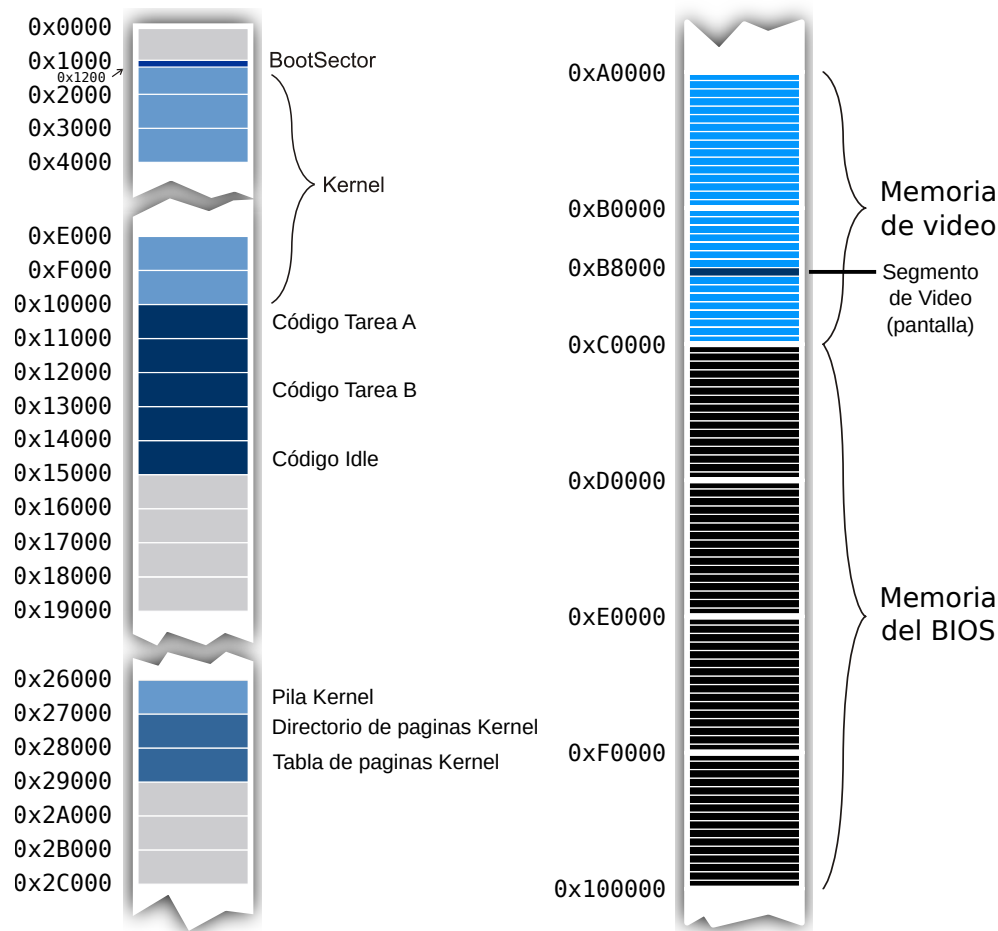 0x0000
0x1000
BootSector
0x1200
0x2000
0x3000
0x4000
Kernel
0xE000
0xF000
0x10000
Código Tarea A
0x11000
0x12000
Código Tarea B
0x13000
0x14000
Código Idle
0x15000
0x16000
0x17000
0x18000
0x19000
0x26000
Pila Kernel
0x27000
Directorio de paginas Kernel
0x28000
Tabla de paginas Kernel
0x29000
0x2A000
0x2B000
0x2C000
0xA0000
Memoria
de video
0xB0000
0xB8000
Segmento
de Video
(pantalla)
0xC0000
0xD0000
Memoria
del BIOS
0xE0000
0xF0000
0x100000